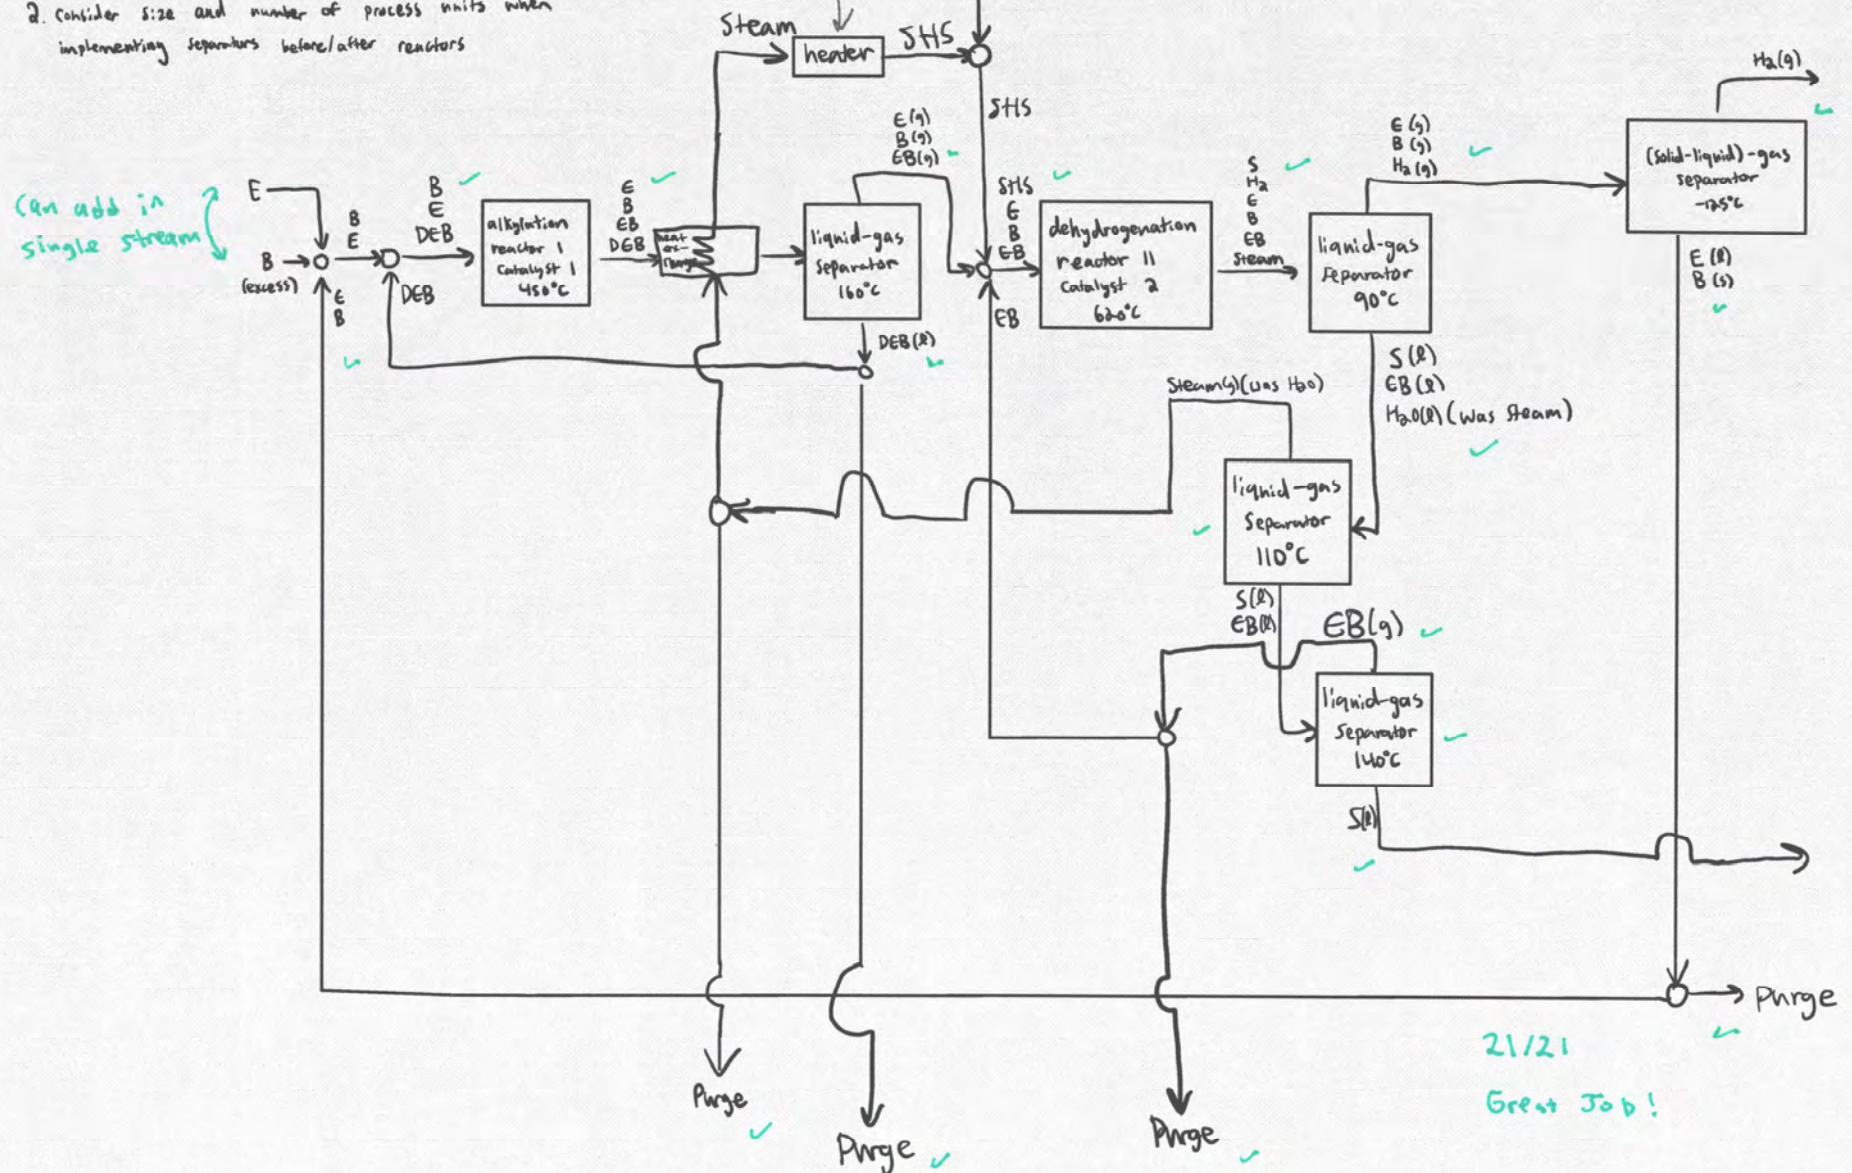 2. Consider size and number of process units when
implementing separators before/after reactors
Steam
heater
SHS
SHS
H₂(g)
Can add in
single stream
E
B
(excess)
B
E
E
B
DEB
B
E
DEB
alkylation
reactor 1
Catalyst 1
450°C
E
B
EB
DEB
heat
ex-
liquid-gas
separator
160°C
E(g)
B(g)
EB(g)
DEB(l)
SHS
E
B
EB
EB
dehydrogenation
reactor 11
catalyst 2
620°C
S
H₂
E
B
EB
Steam
liquid-gas
separator
90°C
E(g)
B(g)
H₂(g)
(solid-liquid)-gas
separator
-125°C
E(l)
B(s)
S(l)
EB(l)
H₂O(l)(was steam)
Steam(g)(was H₂O)
liquid-gas
separator
110°C
S(l)
EB(l)
EB(g)
liquid-gas
separator
140°C
S(l)
Purge
21/21
Great Job!
Purge
Purge
Purge